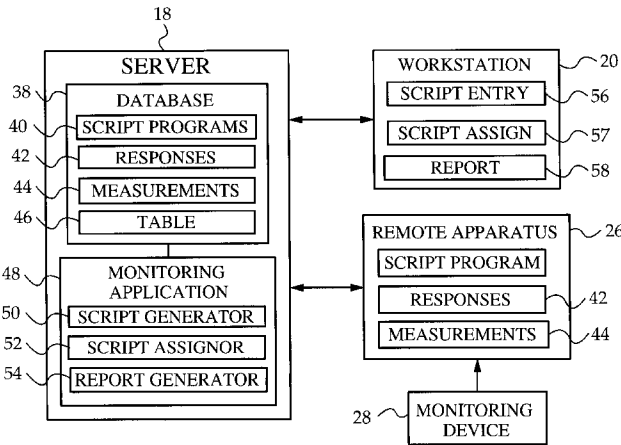 18
SERVER
38
DATABASE
40
SCRIPT PROGRAMS
42
RESPONSES
44
MEASUREMENTS
46
TABLE
48
MONITORING
APPLICATION
50
SCRIPT GENERATOR
52
SCRIPT ASSIGNOR
54
REPORT GENERATOR
WORKSTATION
20
SCRIPT ENTRY
56
SCRIPT ASSIGN
57
REPORT
58
REMOTE APPARATUS
26
SCRIPT PROGRAM
RESPONSES
42
MEASUREMENTS
44
28
MONITORING
DEVICE